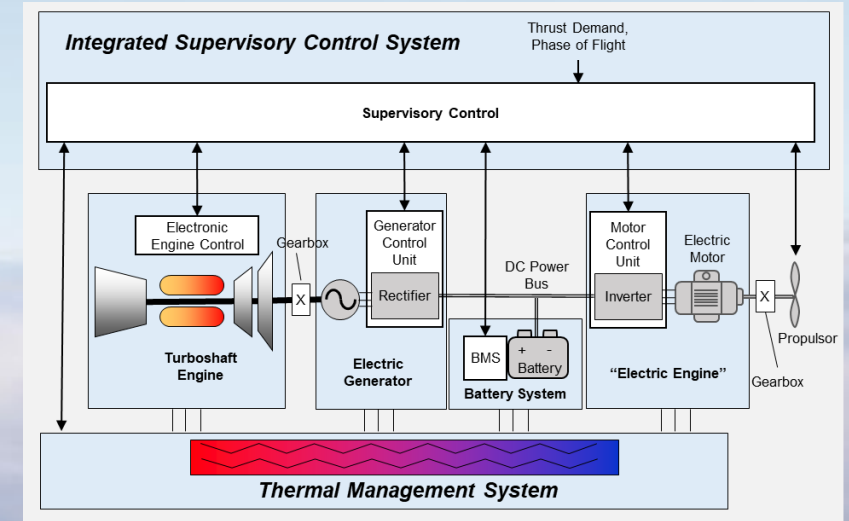 Integrated Supervisory Control System
Thrust Demand,
Phase of Flight
Supervisory Control
Electronic
Engine Control
Gearbox
X
Turboshaft
Engine
Generator
Control
Unit
Rectifier
Electric
Generator
DC Power
Bus
BMS
+ -
Battery
Battery System
Motor
Control
Unit
Inverter
Electric
Motor
“Electric Engine”
X
Propulsor
Gearbox
Thermal Management System